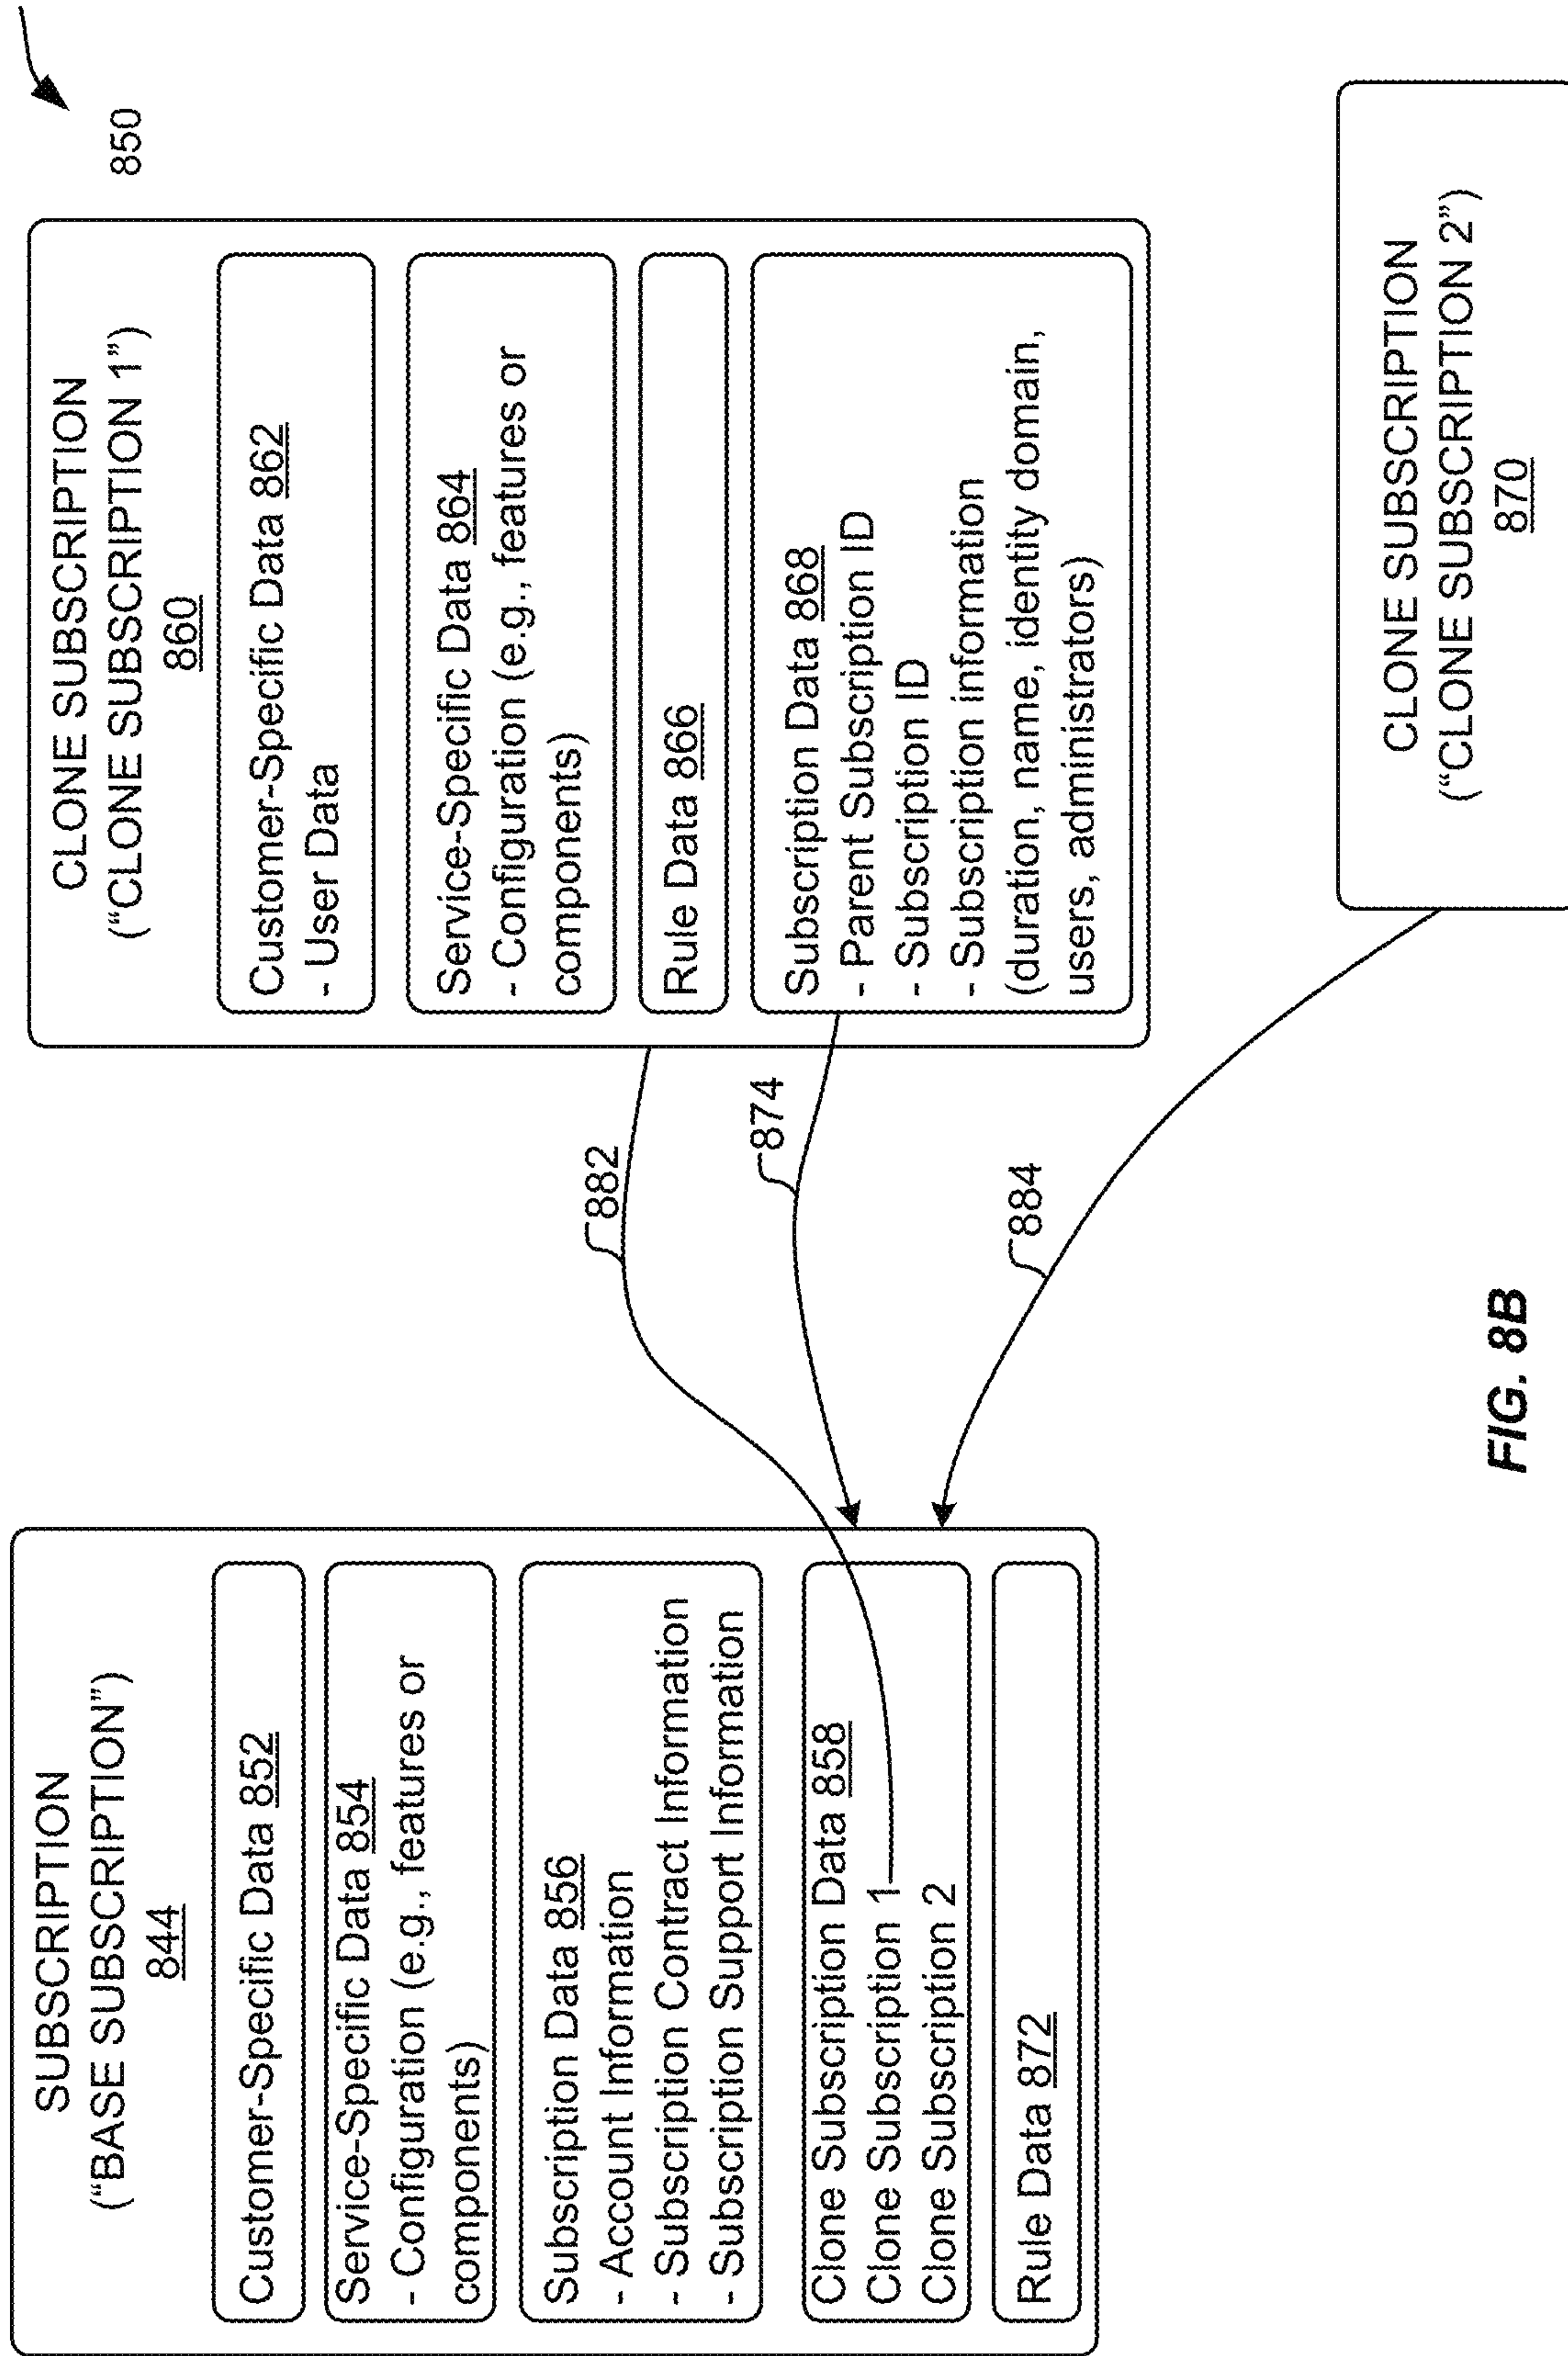 850
SUBSCRIPTION
("BASE SUBSCRIPTION")
844
Customer-Specific Data 852
Service-Specific Data 854
- Configuration (e.g., features or
components)
Subscription Data 856
- Account Information
- Subscription Contract Information
- Subscription Support Information
Clone Subscription Data 858
Clone Subscription 1
Clone Subscription 2
Rule Data 872
882
874
884
CLONE SUBSCRIPTION
("CLONE SUBSCRIPTION 1")
860
Customer-Specific Data 862
- User Data
Service-Specific Data 864
- Configuration (e.g., features or
components)
Rule Data 866
Subscription Data 868
- Parent Subscription ID
- Subscription ID
- Subscription information
(duration, name, identity domain,
users, administrators)
CLONE SUBSCRIPTION
("CLONE SUBSCRIPTION 2")
870
FIG. 8B